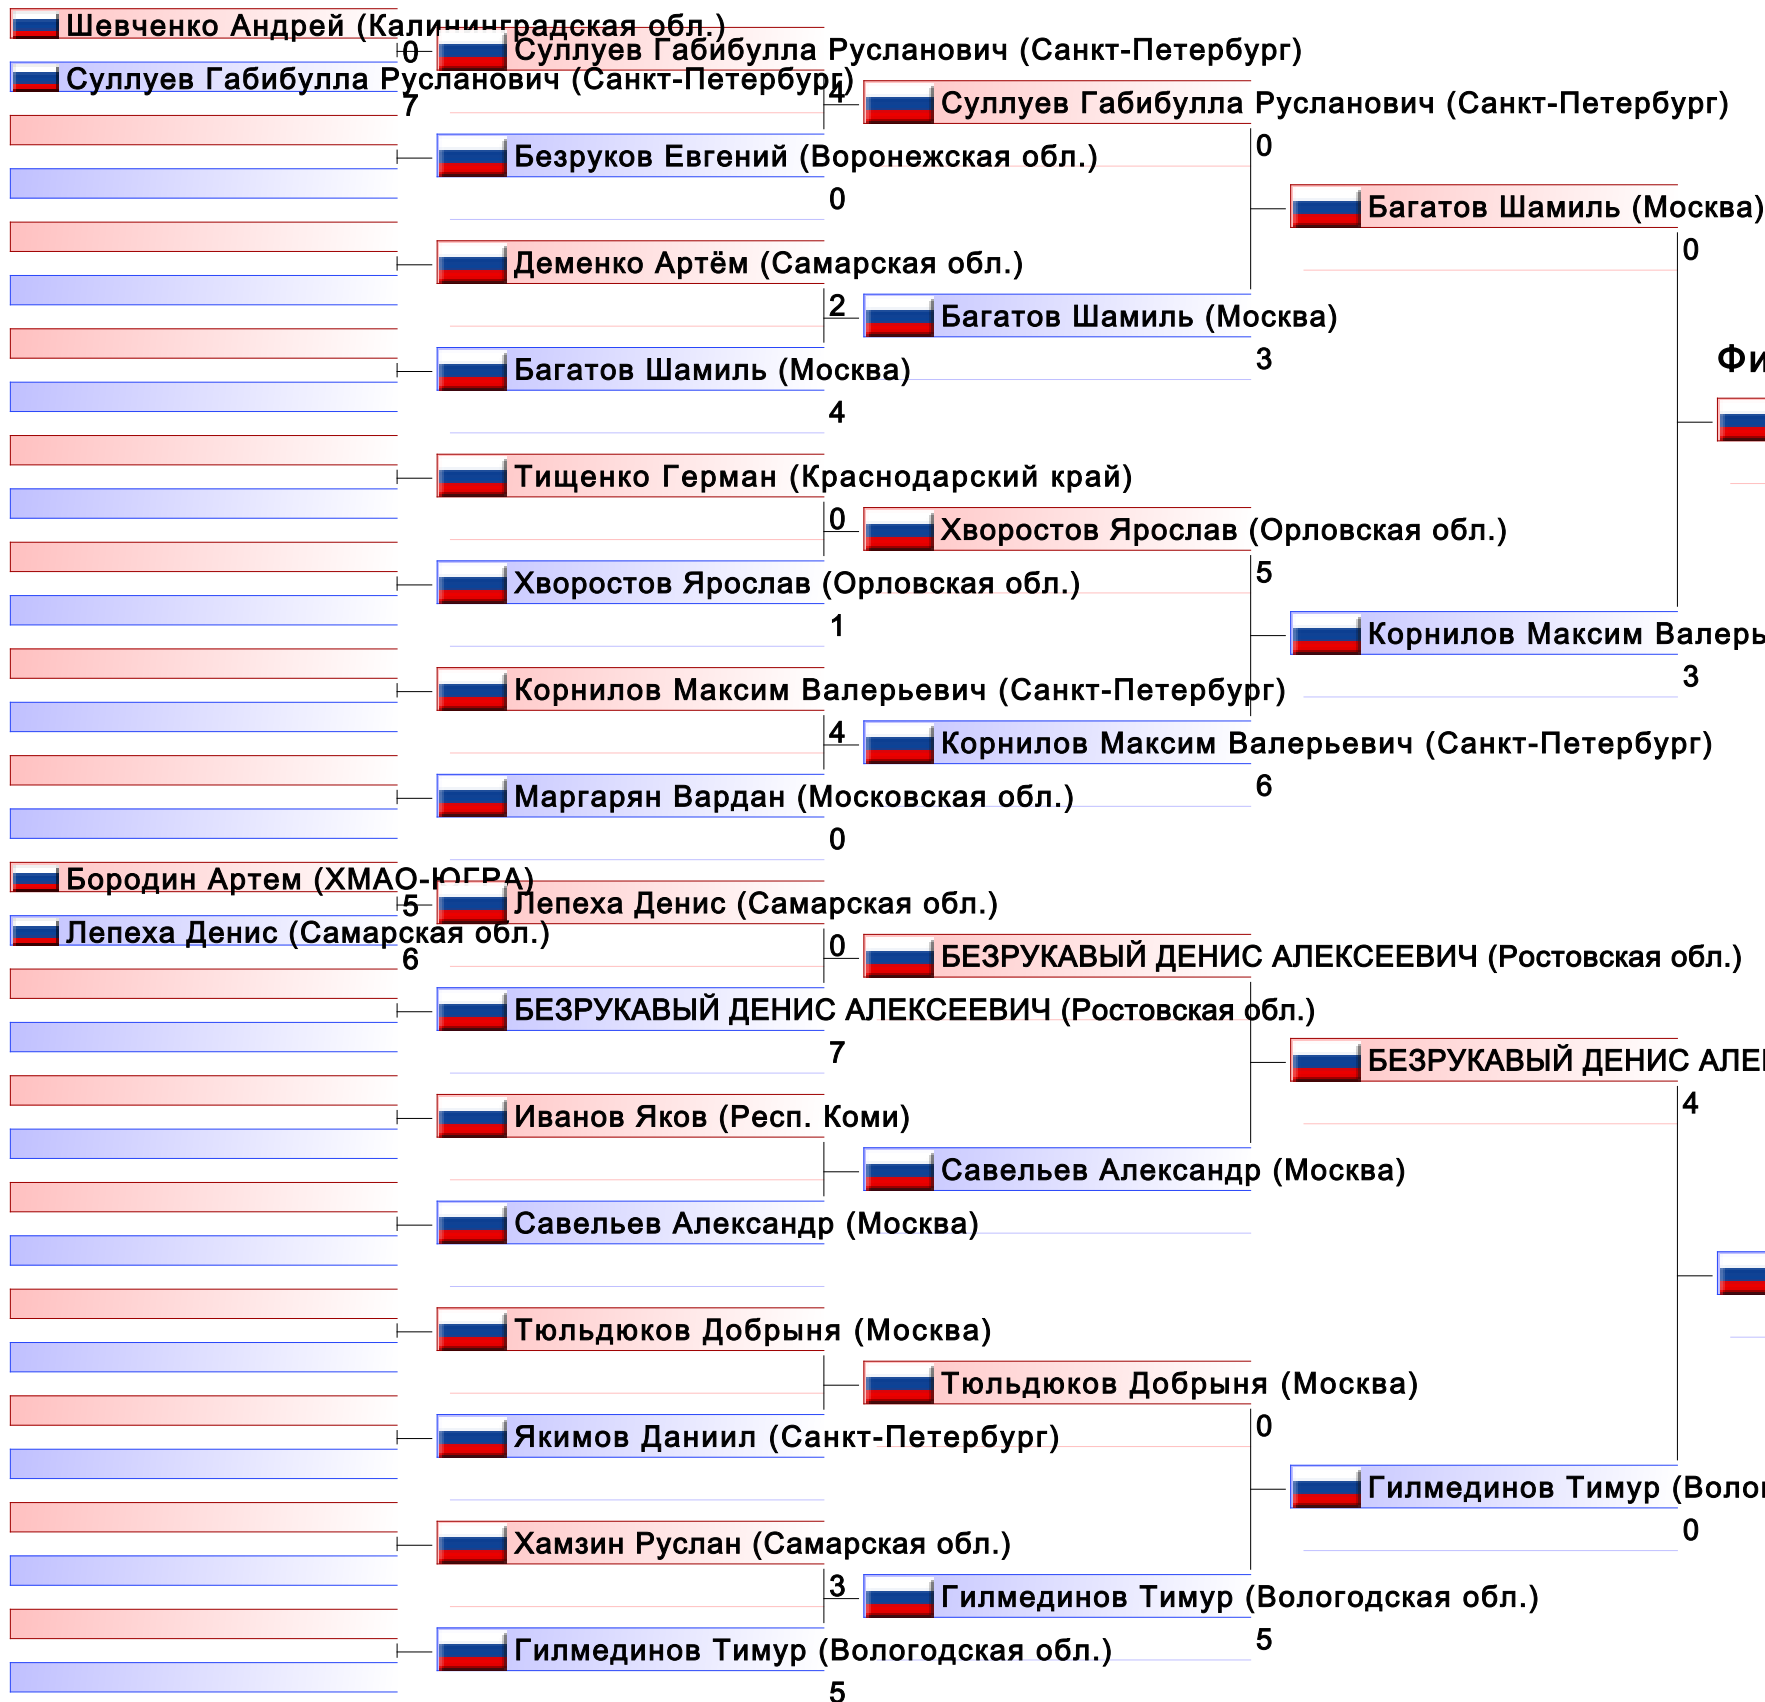 Шевченко Андрей (Калининградская обл.)
0
Суллуев Габибулла Русланович (Санкт-Петербург)
7
Суллуев Габибулла Русланович (Санкт-Петербург)
4
Безруков Евгений (Воронежская обл.)
0
Деменко Артём (Самарская обл.)
2
Багатов Шамиль (Москва)
4
Тищенко Герман (Краснодарский край)
0
Хворостов Ярослав (Орловская обл.)
1
Корнилов Максим Валерьевич (Санкт-Петербург)
4
Маргарян Вардан (Московская обл.)
0
Бородин Артем (ХМАО-ЮГРА)
5
Лепеха Денис (Самарская обл.)
6
Лепеха Денис (Самарская обл.)
0
БЕЗРУКАВЫЙ ДЕНИС АЛЕКСЕЕВИЧ (Ростовская обл.)
7
Иванов Яков (Респ. Коми)
Савельев Александр (Москва)
Тюльдюков Добрыня (Москва)
Якимов Даниил (Санкт-Петербург)
Хамзин Руслан (Самарская обл.)
3
Гилмединов Тимур (Вологодская обл.)
5
Суллуев Габибулла Русланович (Санкт-Петербург)
0
Багатов Шамиль (Москва)
3
Хворостов Ярослав (Орловская обл.)
5
Корнилов Максим Валерьевич (Санкт-Петербург)
6
БЕЗРУКАВЫЙ ДЕНИС АЛЕКСЕЕВИЧ (Ростовская обл.)
Савельев Александр (Москва)
Тюльдюков Добрыня (Москва)
0
Гилмединов Тимур (Вологодская обл.)
5
Багатов Шамиль (Москва)
0
Корнилов Максим Валерь
3
БЕЗРУКАВЫЙ ДЕНИС АЛЕ
4
Гилмединов Тимур (Воло
0
Фи